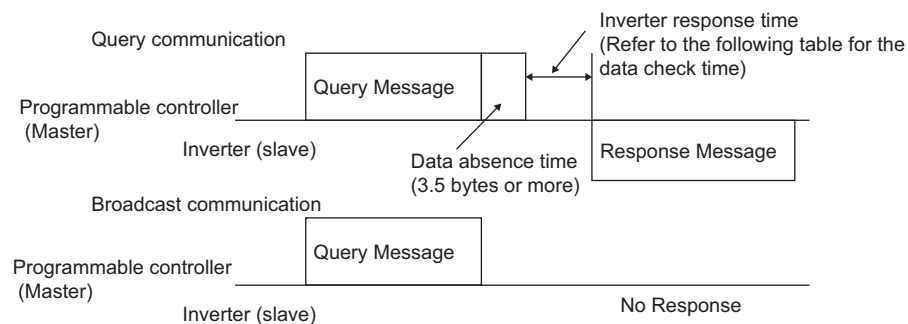 Query communication
Inverter response time
(Refer to the following table for the
data check time)
Query Message
Programmable controller
(Master)
Inverter (slave)
Data absence time
(3.5 bytes or more)
Response Message
Broadcast communication
Query Message
Programmable controller
(Master)
Inverter (slave)
No Response